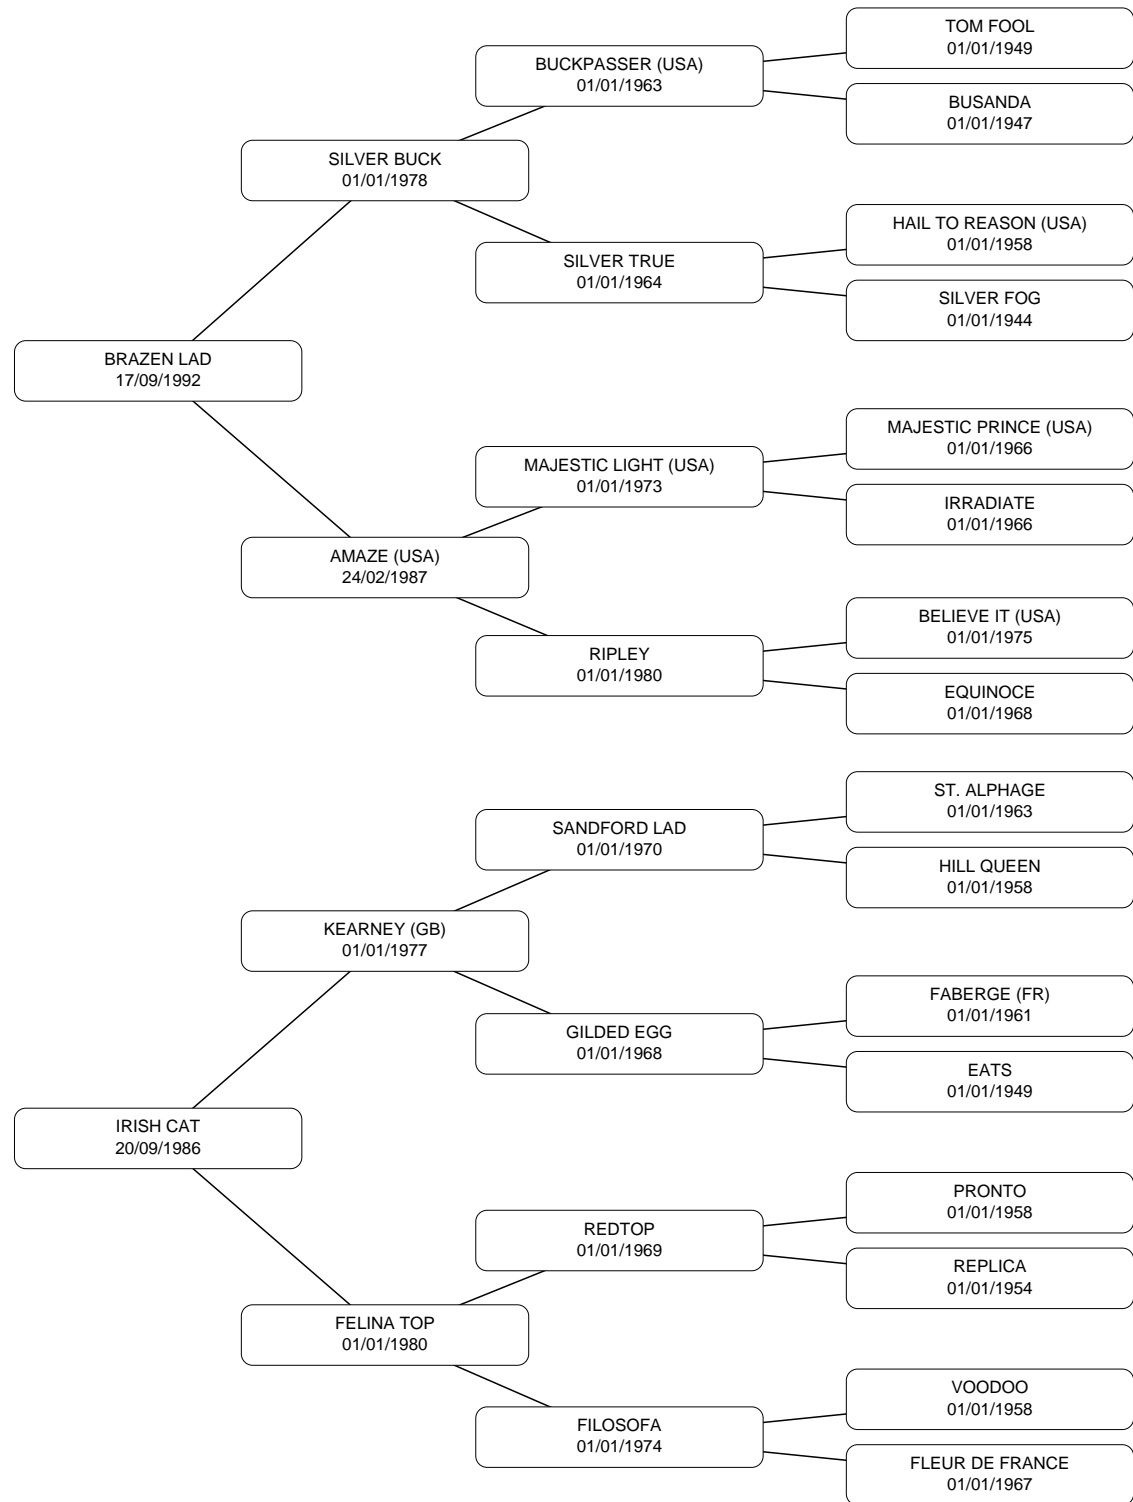 TOM FOOL
01/01/1949
BUCKPASSER (USA)
01/01/1963
BUSANDA
01/01/1947
SILVER BUCK
01/01/1978
HAIL TO REASON (USA)
01/01/1958
SILVER TRUE
01/01/1964
SILVER FOG
01/01/1944
BRAZEN LAD
17/09/1992
MAJESTIC PRINCE (USA)
01/01/1966
MAJESTIC LIGHT (USA)
01/01/1973
IRRADIATE
01/01/1966
AMAZE (USA)
24/02/1987
BELIEVE IT (USA)
01/01/1975
RIPLEY
01/01/1980
EQUINOCE
01/01/1968
ST. ALPHAGE
01/01/1963
SANDFORD LAD
01/01/1970
HILL QUEEN
01/01/1958
KEARNEY (GB)
01/01/1977
FABERGE (FR)
01/01/1961
GILDED EGG
01/01/1968
EATS
01/01/1949
IRISH CAT
20/09/1986
PRONTO
01/01/1958
REDTOP
01/01/1969
REPLICA
01/01/1954
FELINA TOP
01/01/1980
VOODOO
01/01/1958
FILOSOFA
01/01/1974
FLEUR DE FRANCE
01/01/1967